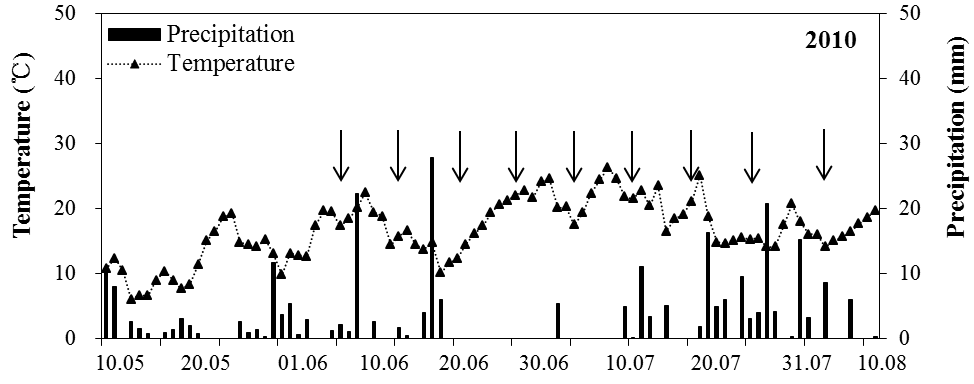 50 50
Precipitation 2010
Temperature
40 40
30 30
20 20
10 10
0 0
Temperature (℃)
Precipitation (mm)
10.05 20.05 01.06 10.06 20.06 30.06 10.07 20.07 31.07 10.08